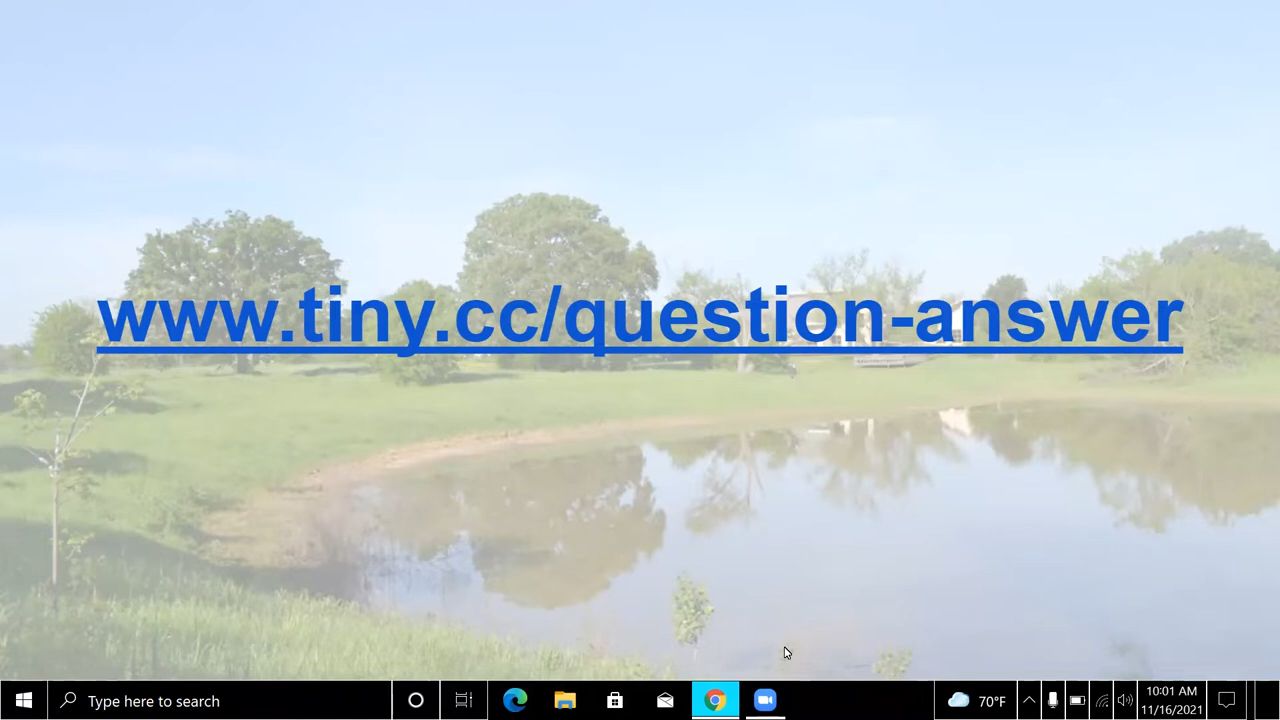 www.tiny.cc/question-answer
Type here to search
70°F
10:01 AM
11/16/2021